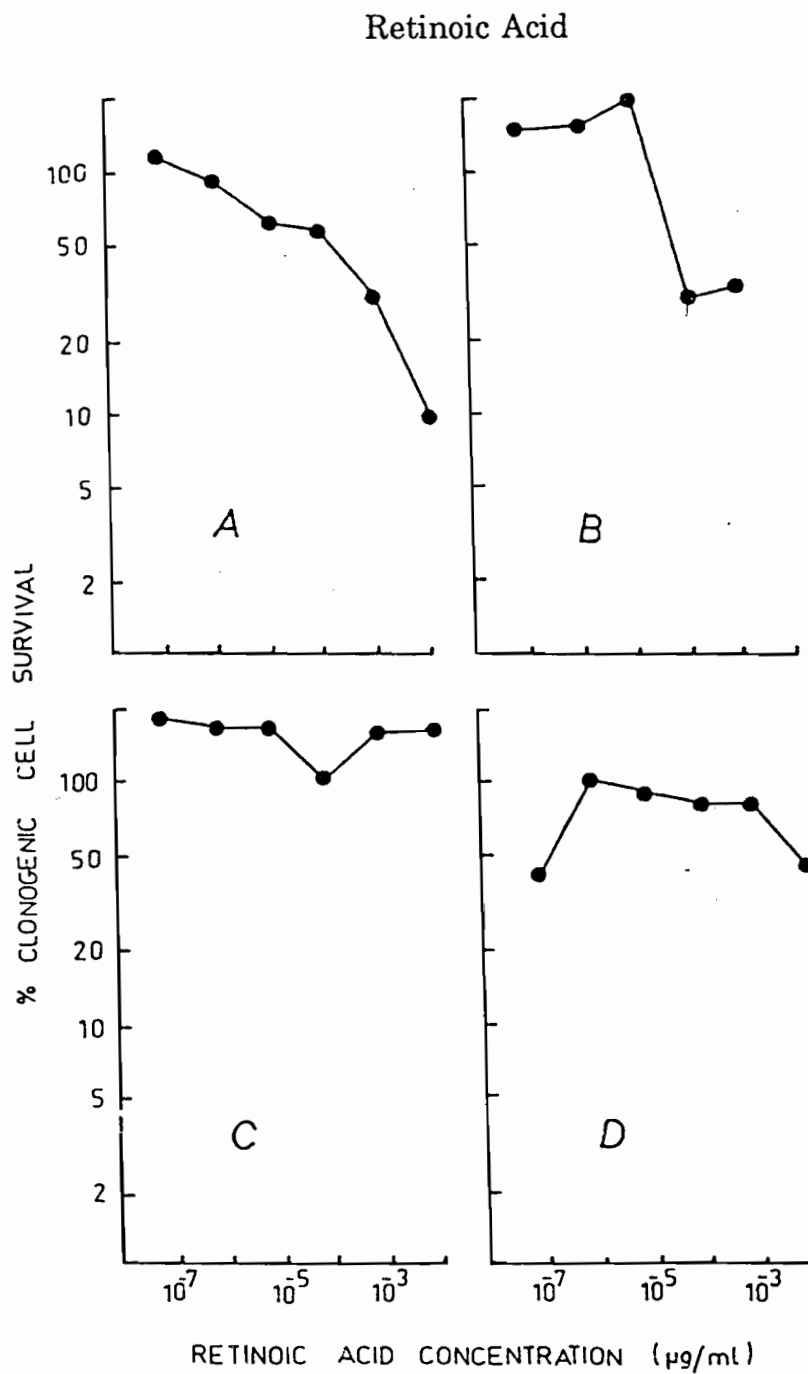 Retinoic Acid
100
50
20
10
5
2
A
B
% CLONOGENIC CELL SURVIVAL
100
50
20
10
5
2
C
D
10⁻⁷ 10⁻⁵ 10⁻³
10⁻⁷ 10⁻⁵ 10⁻³
RETINOIC ACID CONCENTRATION (µg/ml)